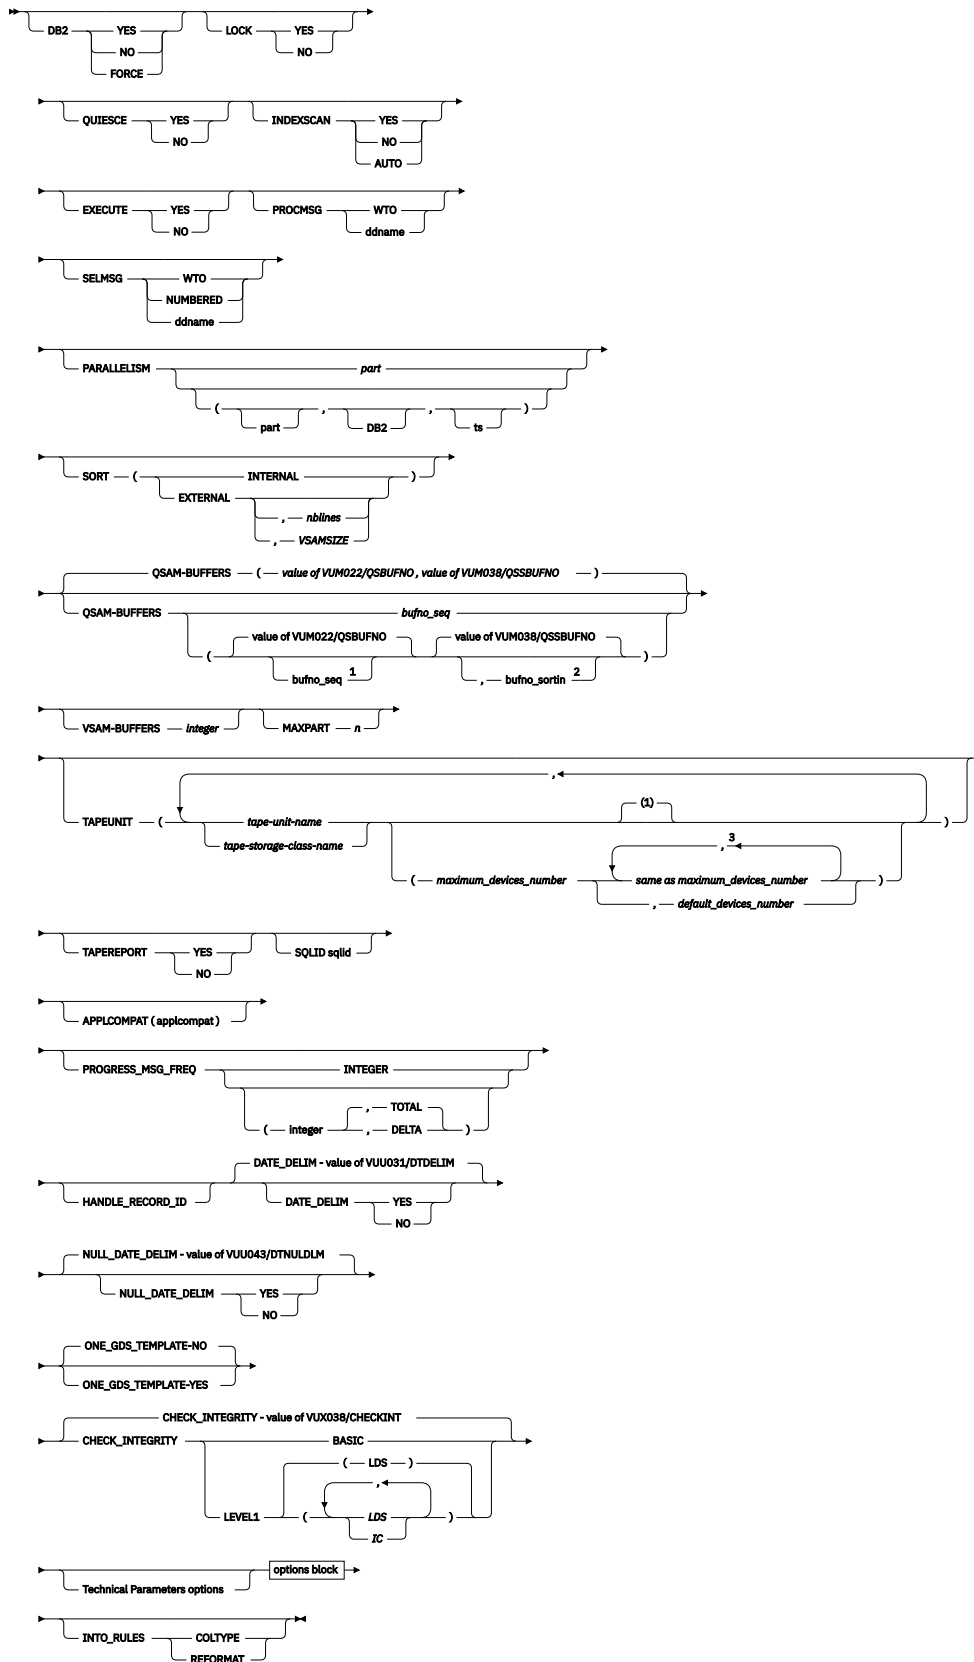 DB2 YES LOCK YES
NO NO
FORCE
QUIESCE YES INDEXSCAN YES
NO NO
AUTO
EXECUTE YES PROCMSG WTO
NO ddname
SELMSG WTO
NUMBERED
ddname
PARALLELISM part
( , , )
part DB2 ts
SORT ( INTERNAL )
EXTERNAL
, nblines
, VSAMSIZE
QSAM-BUFFERS ( value of VUM022/QSBUFNO , value of VUM038/QSSBUFNO )
QSAM-BUFFERS bufno_seq
value of VUM022/QSBUFNO value of VUM038/QSSBUFNO
( )
bufno_seq 1 , bufno_sortin 2
VSAM-BUFFERS integer MAXPART n
,
(1)
TAPEUNIT ( tape-unit-name )
tape-storage-class-name
, 3
( maximum_devices_number same as maximum_devices_number )
, default_devices_number
TAPEREPORT YES SQLID sqlid
NO
APPLCOMPAT ( applcompat )
PROGRESS_MSG_FREQ INTEGER
, TOTAL
( integer , DELTA )
DATE_DELIM - value of VUU031/DTDELIM
HANDLE_RECORD_ID DATE_DELIM YES
NO
NULL_DATE_DELIM - value of VUU043/DTNULDLM
NULL_DATE_DELIM YES
NO
ONE_GDS_TEMPLATE-NO
ONE_GDS_TEMPLATE-YES
CHECK_INTEGRITY - value of VUX038/CHECKINT
CHECK_INTEGRITY BASIC
( LDS )
,
LEVEL1 ( LDS )
IC
options block
Technical Parameters options
INTO_RULES COLTYPE
REFORMAT